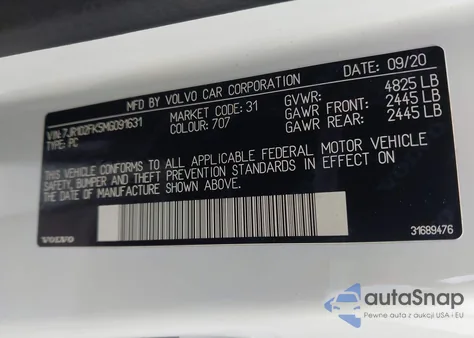 MFD BY VOLVO CAR CORPORATION DATE: 09/20
VIN: 7JR102FK5MG091631 MARKET CODE: 31 GVWR: 4825 LB
TYPE: PC COLOUR: 707 GAWR FRONT: 2445 LB
GAWR REAR: 2445 LB
THIS VEHICLE CONFORMS TO ALL APPLICABLE FEDERAL MOTOR VEHICLE
SAFETY, BUMPER AND THEFT PREVENTION STANDARDS IN EFFECT ON
THE DATE OF MANUFACTURE SHOWN ABOVE.
VOLVO 31689476
autoSnap
Pewne auta z aukcji USA i EU